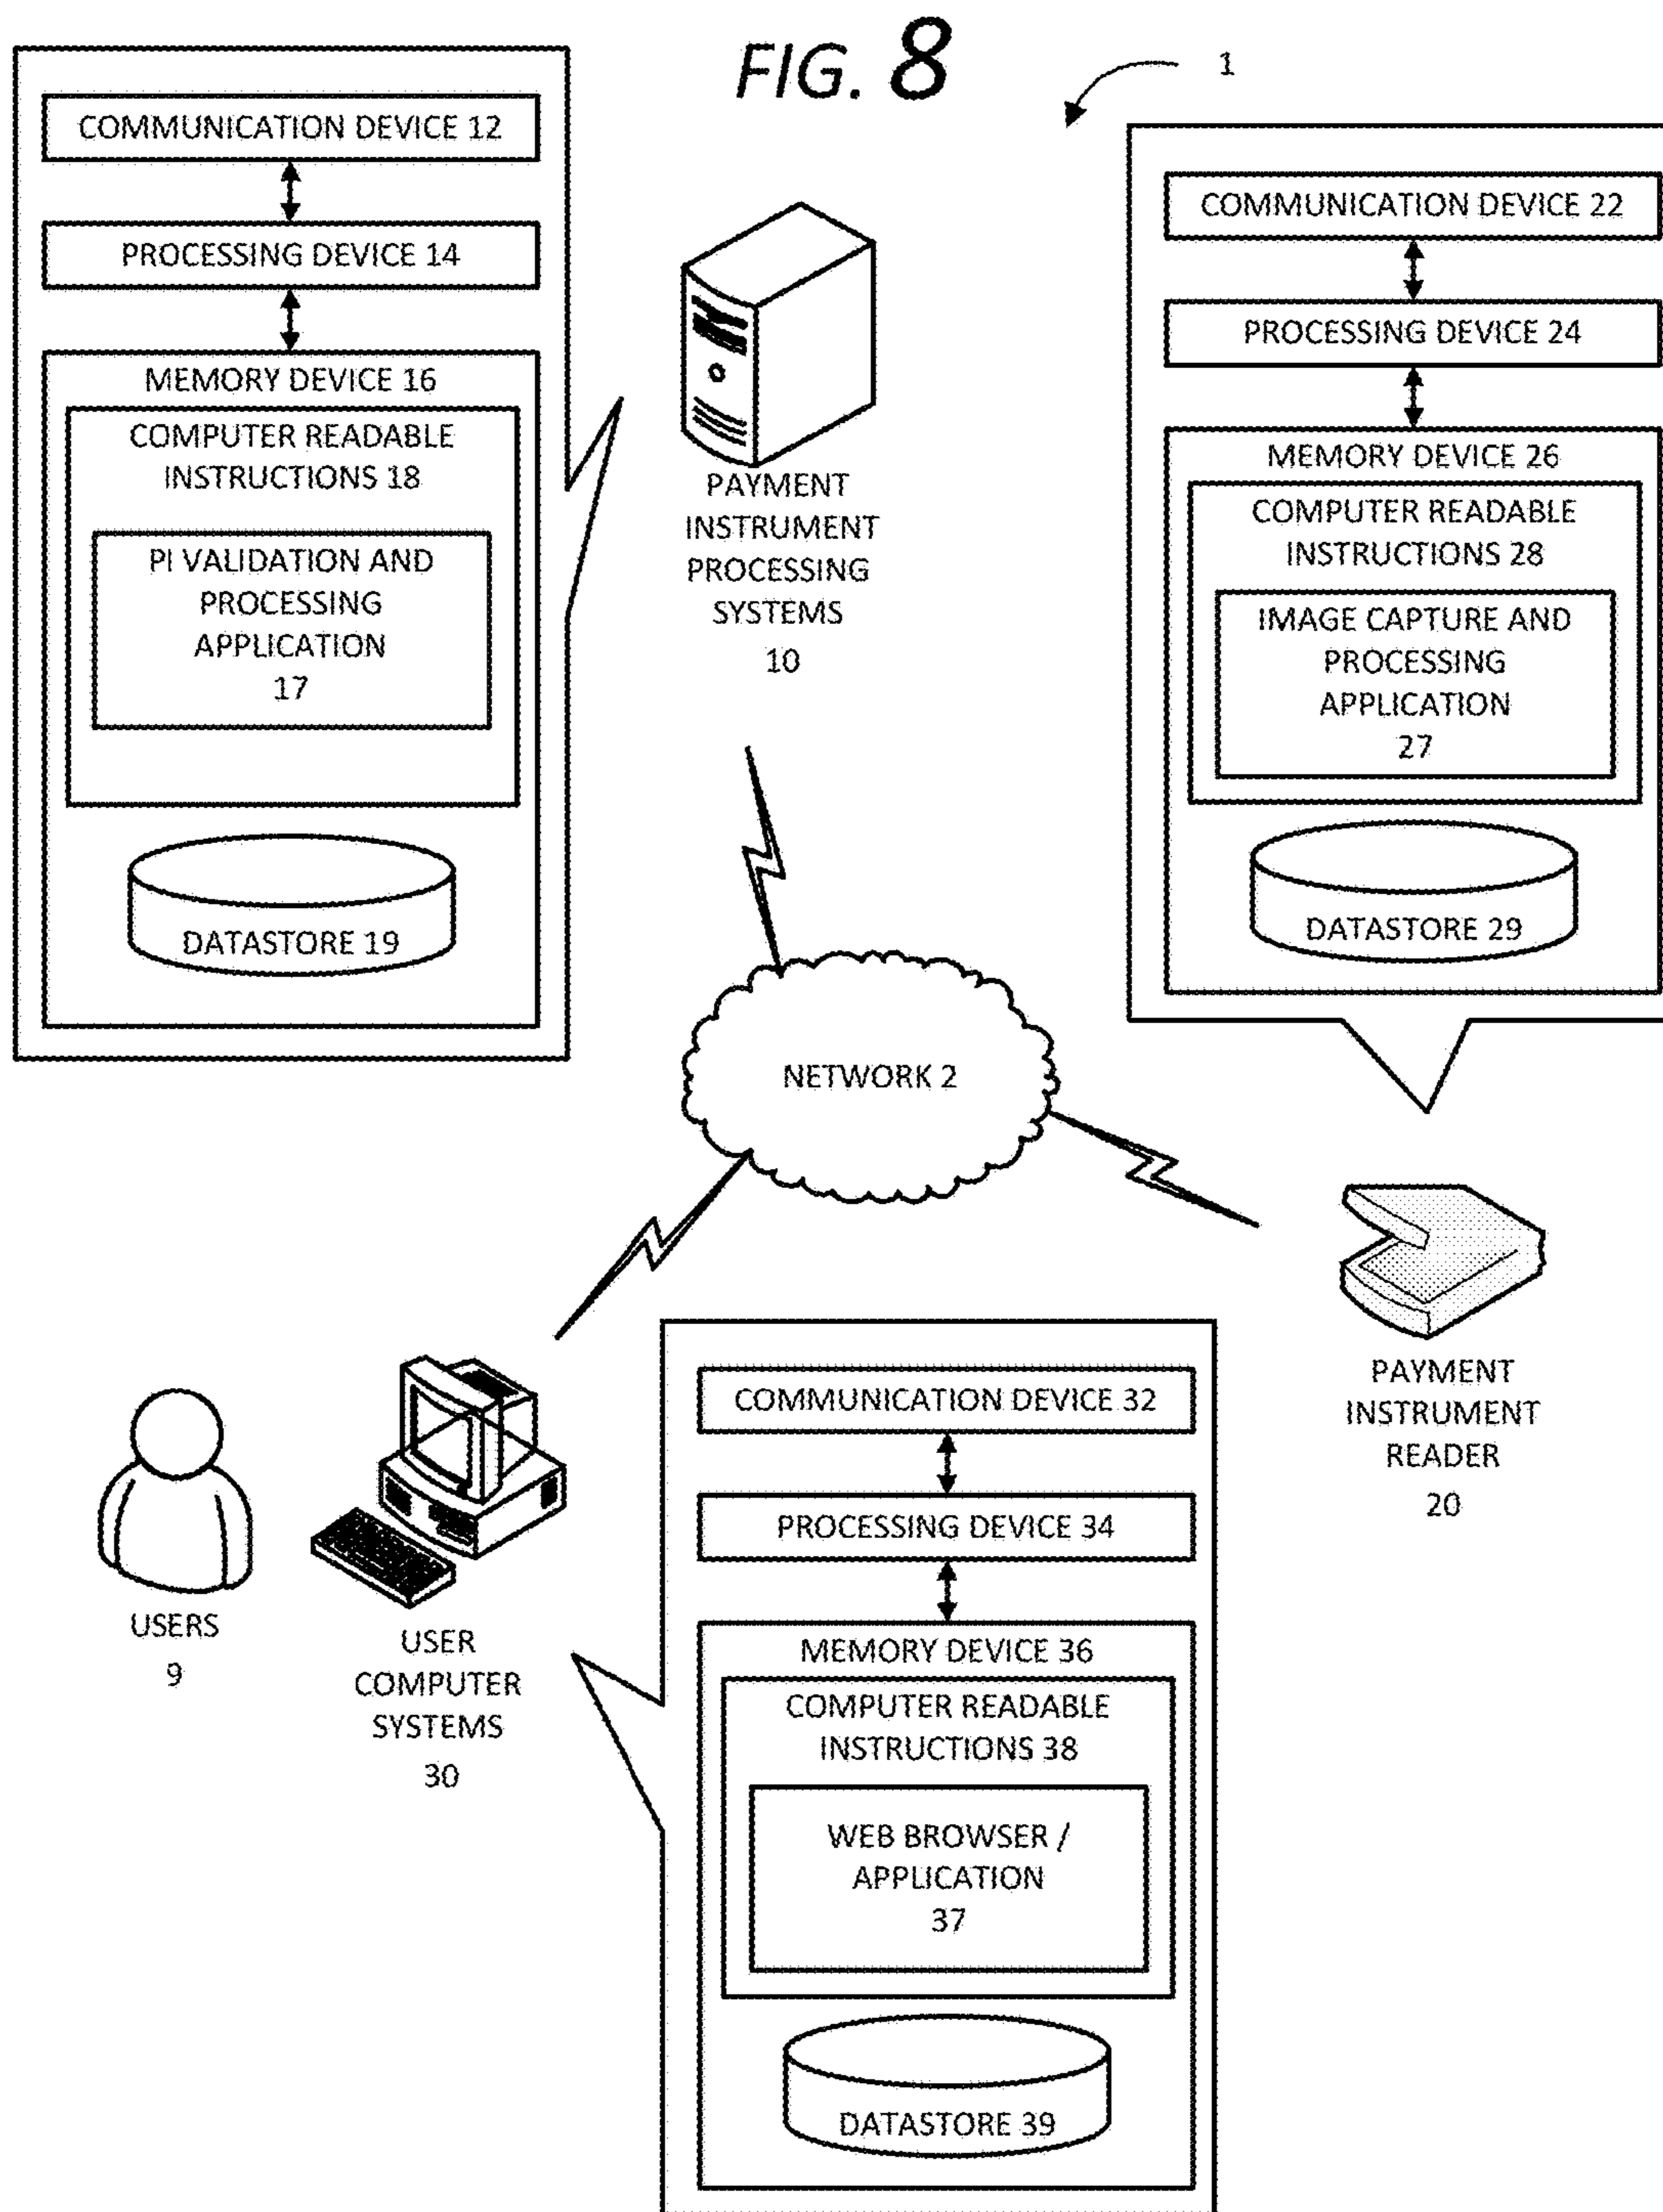 FIG. 8
1
COMMUNICATION DEVICE 12
PROCESSING DEVICE 14
MEMORY DEVICE 16
COMPUTER READABLE
INSTRUCTIONS 18
PI VALIDATION AND
PROCESSING
APPLICATION
17
DATASTORE 19
PAYMENT
INSTRUMENT
PROCESSING
SYSTEMS
10
COMMUNICATION DEVICE 22
PROCESSING DEVICE 24
MEMORY DEVICE 26
COMPUTER READABLE
INSTRUCTIONS 28
IMAGE CAPTURE AND
PROCESSING
APPLICATION
27
DATASTORE 29
NETWORK 2
PAYMENT
INSTRUMENT
READER
20
USERS
9
USER
COMPUTER
SYSTEMS
30
COMMUNICATION DEVICE 32
PROCESSING DEVICE 34
MEMORY DEVICE 36
COMPUTER READABLE
INSTRUCTIONS 38
WEB BROWSER /
APPLICATION
37
DATASTORE 39